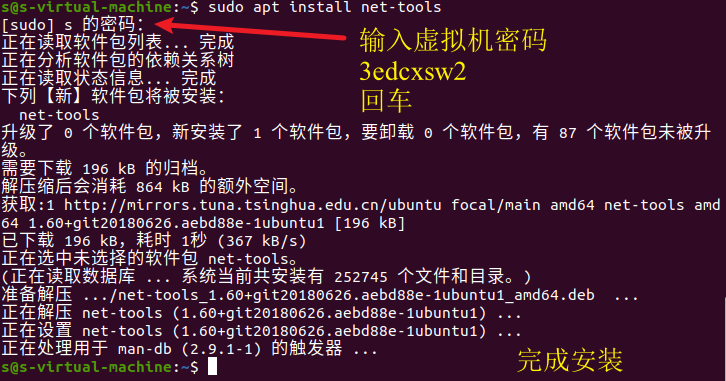 s@s-virtual-machine:~$ sudo apt install net-tools
[sudo] s 的密码：
输入虚拟机密码
3edcxsw2
回车
正在读取软件包列表... 完成
正在分析软件包的依赖关系树
正在读取状态信息... 完成
下列【新】软件包将被安装：
net-tools
升级了 0 个软件包，新安装了 1 个软件包，要卸载 0 个软件包，有 87 个软件包未被升
级。
需要下载 196 kB 的归档。
解压缩后会消耗 864 kB 的额外空间。
获取:1 http://mirrors.tuna.tsinghua.edu.cn/ubuntu focal/main amd64 net-tools amd
64 1.60+git20180626.aebd88e-1ubuntu1 [196 kB]
已下载 196 kB，耗时 1秒 (367 kB/s)
正在选中未选择的软件包 net-tools。
(正在读取数据库 ... 系统当前共安装有 252745 个文件和目录。)
准备解压 .../net-tools_1.60+git20180626.aebd88e-1ubuntu1_amd64.deb  ...
正在解压 net-tools (1.60+git20180626.aebd88e-1ubuntu1) ...
正在设置 net-tools (1.60+git20180626.aebd88e-1ubuntu1) ...
正在处理用于 man-db (2.9.1-1) 的触发器 ...
s@s-virtual-machine:~$
完成安装